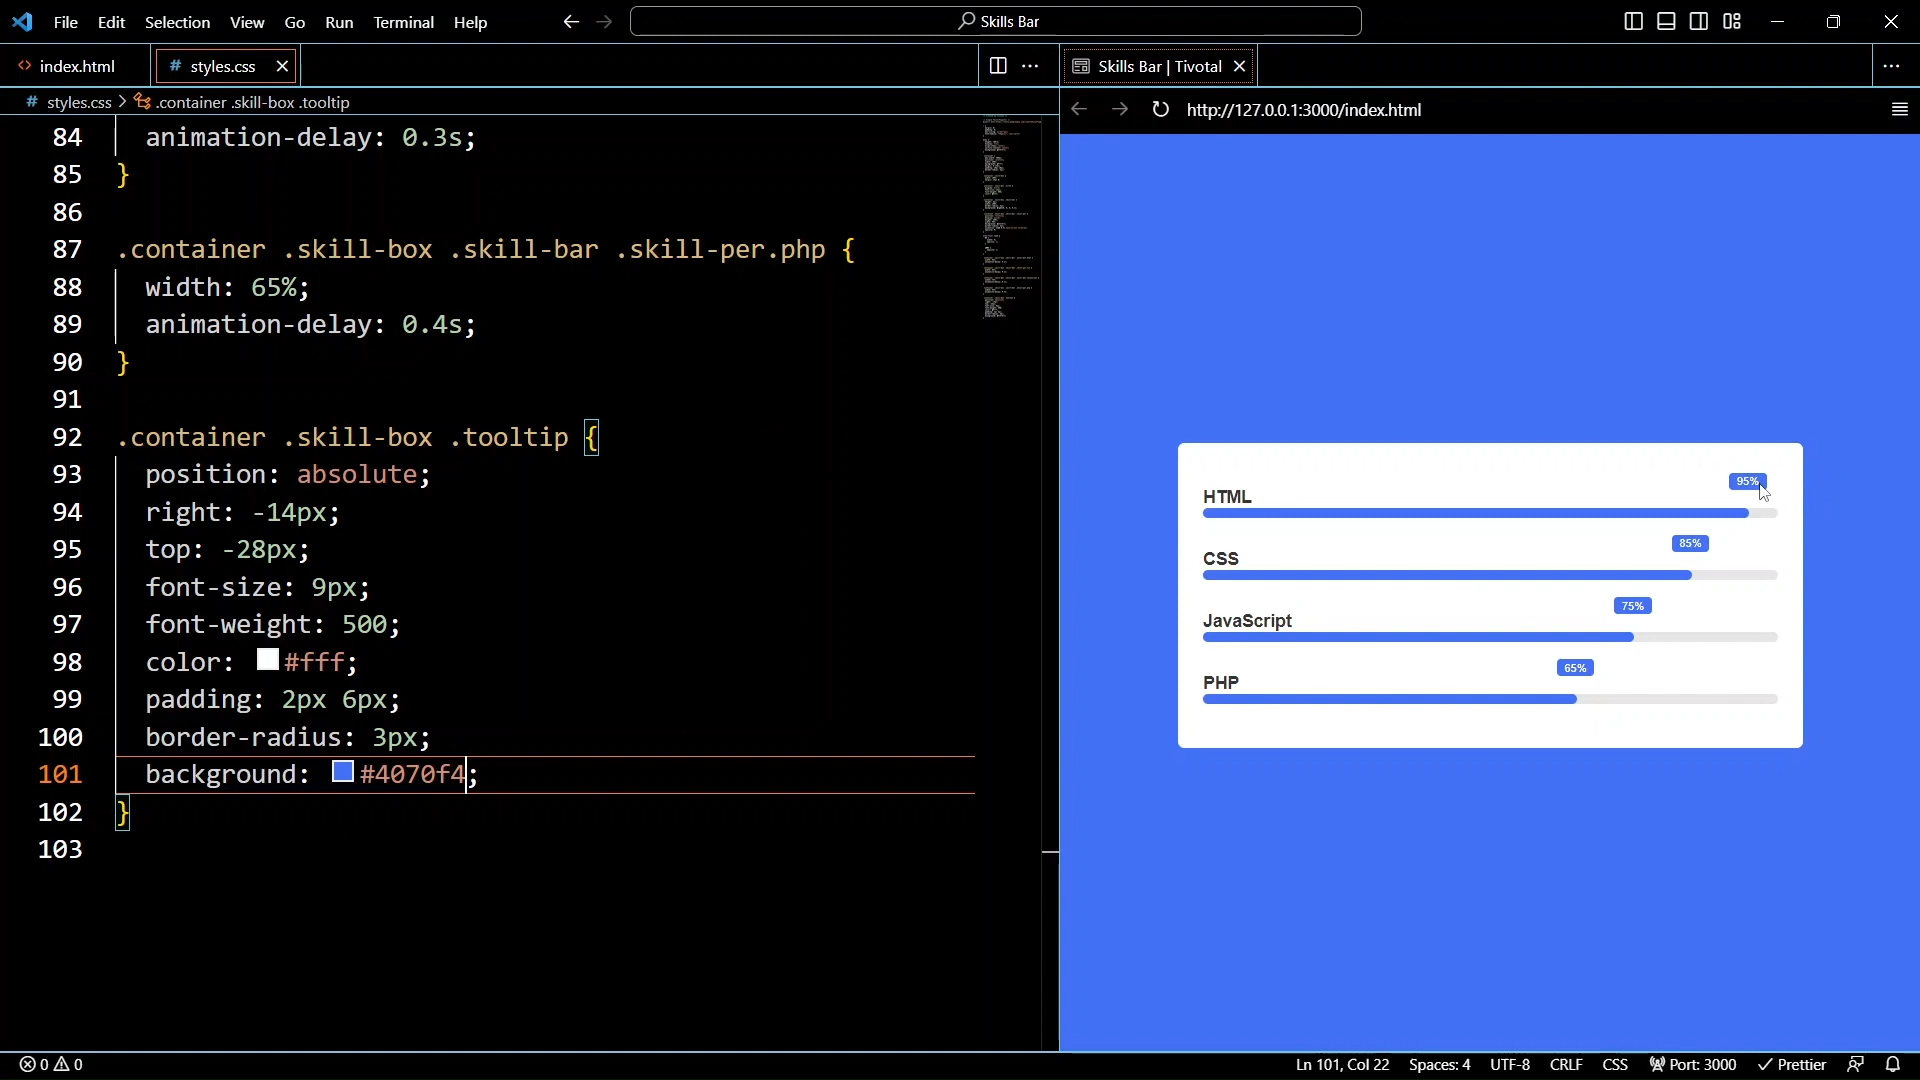 File Edit Selection View Go Run Terminal Help
Skills Bar
index.html
# styles.css
Skills Bar | Tivotal
# styles.css > .container .skill-box .tooltip
http://127.0.0.1:3000/index.html
84 animation-delay: 0.3s;
85 }
86
87 .container .skill-box .skill-bar .skill-per.php {
88 width: 65%;
89 animation-delay: 0.4s;
90 }
91
92 .container .skill-box .tooltip {
93 position: absolute;
94 right: -14px;
95 top: -28px;
96 font-size: 9px;
97 font-weight: 500;
98 color: #fff;
99 padding: 2px 6px;
100 border-radius: 3px;
101 background: #4070f4;
102 }
103
95%
HTML
85%
CSS
75%
JavaScript
65%
PHP
0 0
Ln 101, Col 22 Spaces: 4 UTF-8 CRLF CSS Port: 3000 Prettier